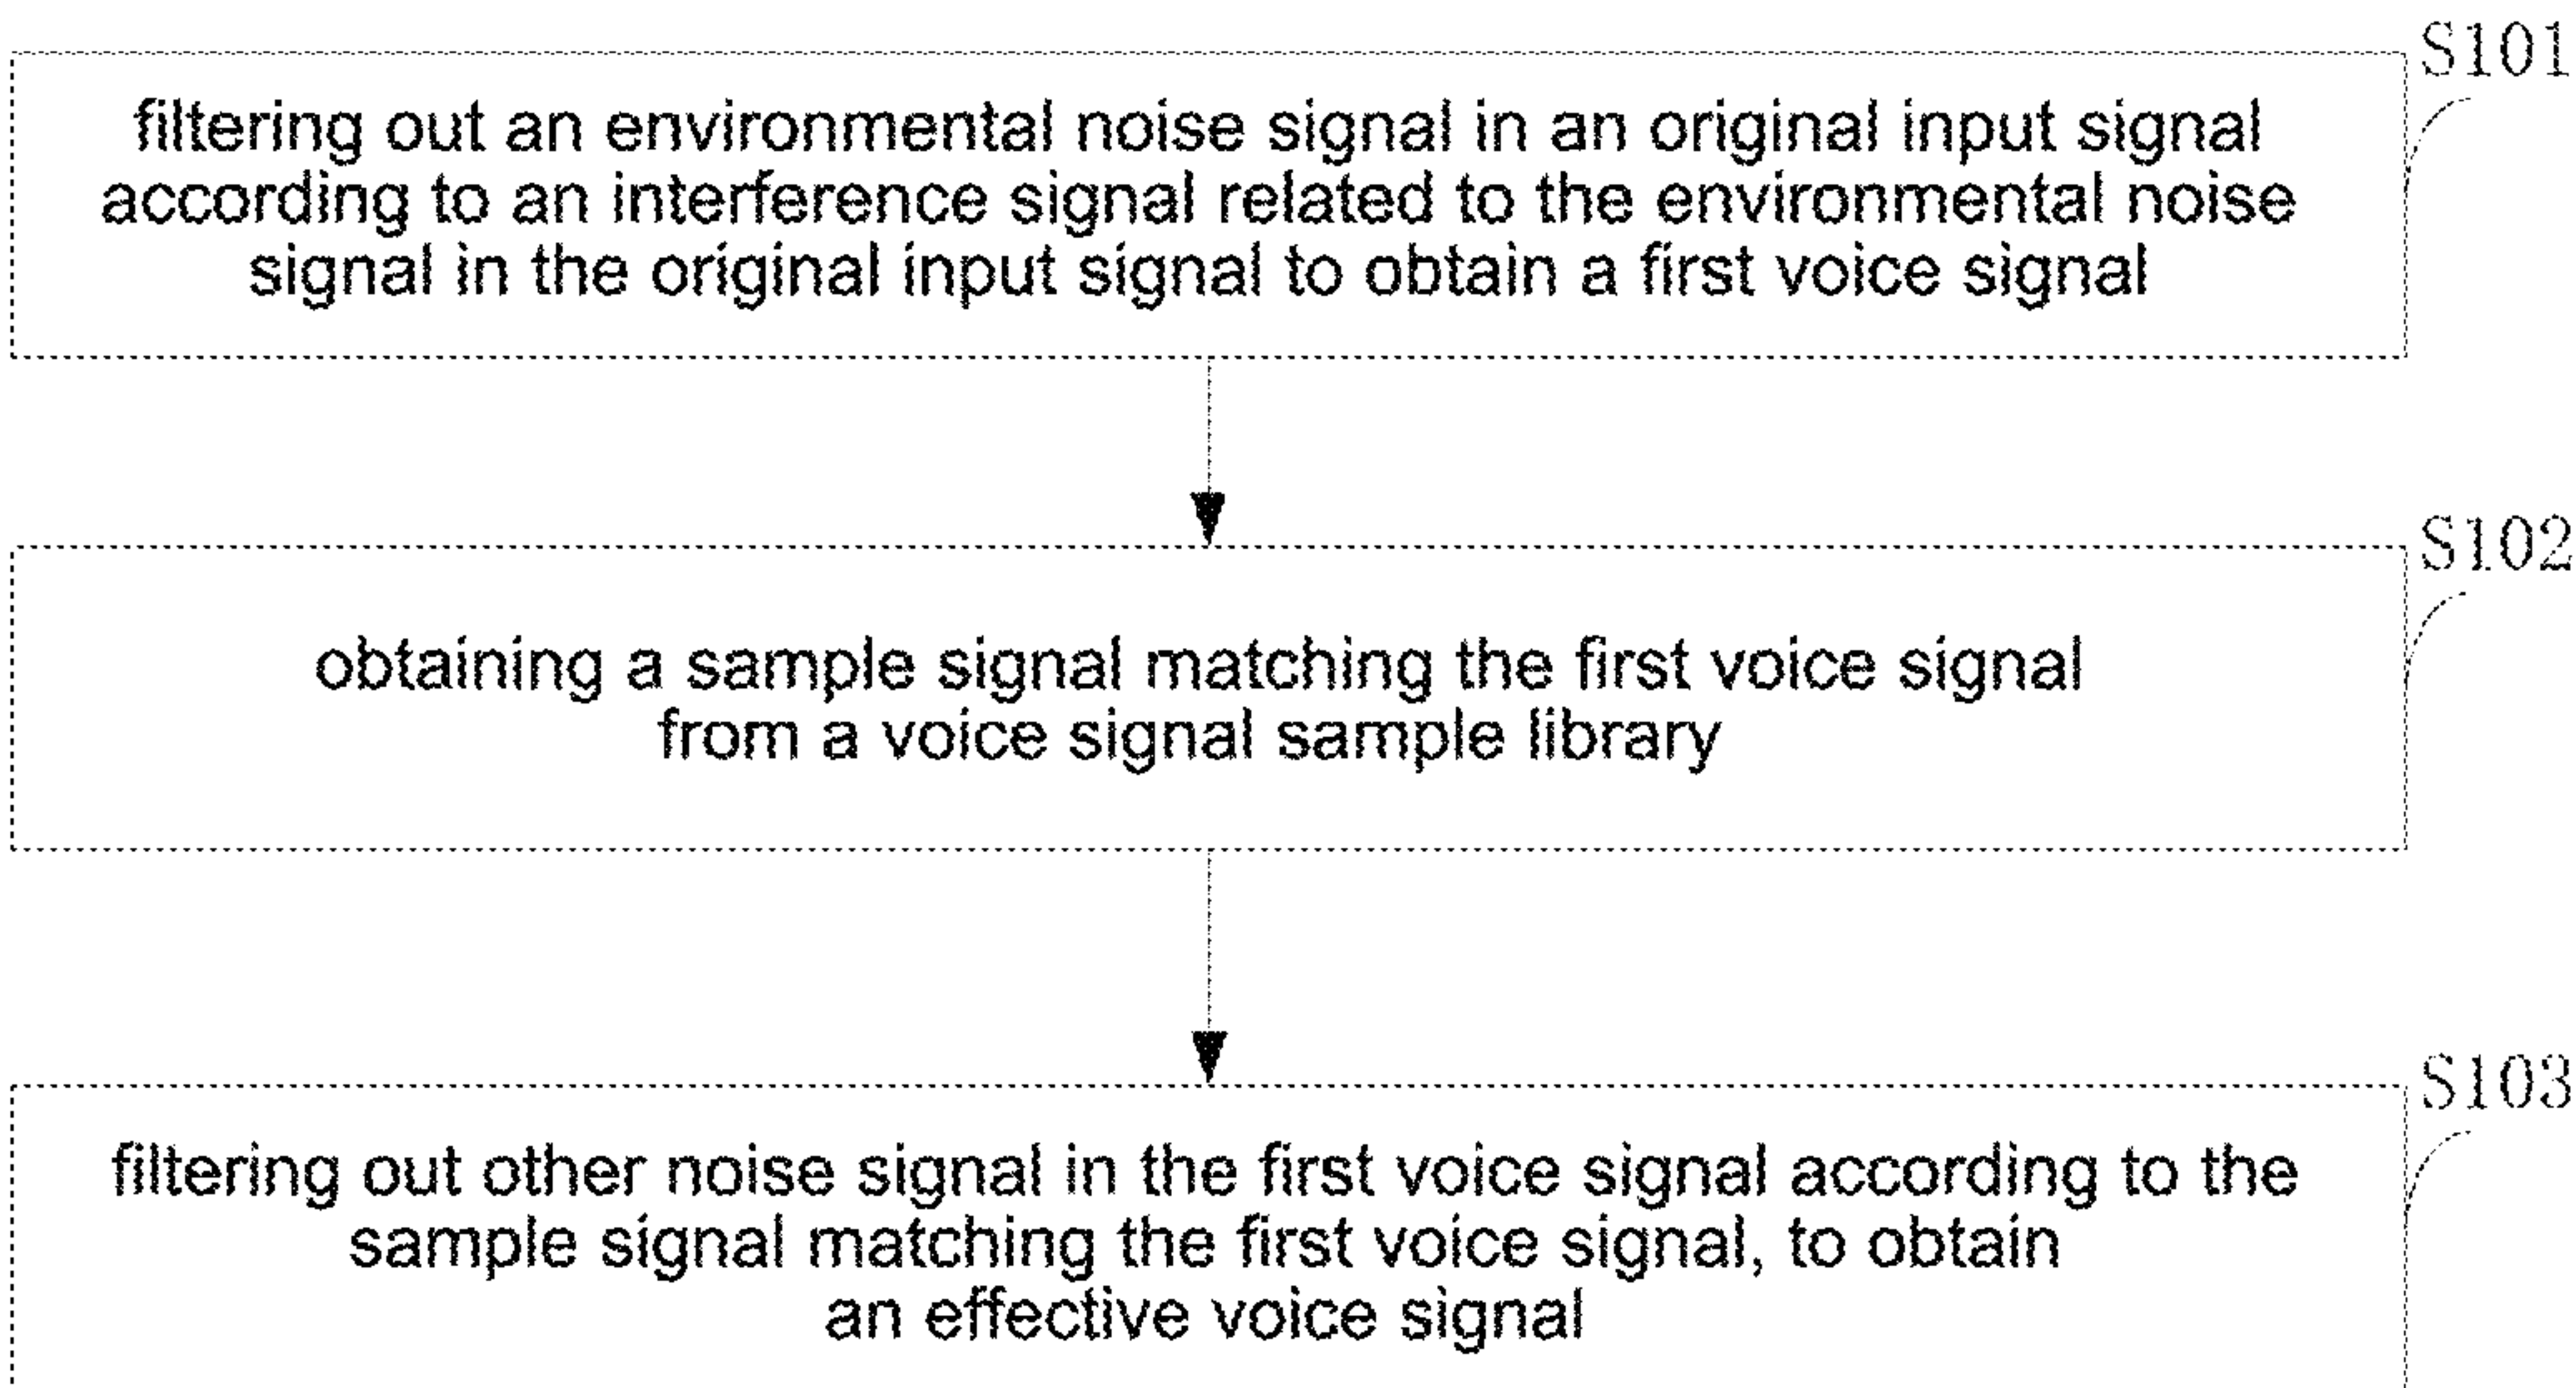 S101
filtering out an environmental noise signal in an original input signal
according to an interference signal related to the environmental noise
signal in the original input signal to obtain a first voice signal
S102
obtaining a sample signal matching the first voice signal
from a voice signal sample library
S103
filtering out other noise signal in the first voice signal according to the
sample signal matching the first voice signal, to obtain
an effective voice signal